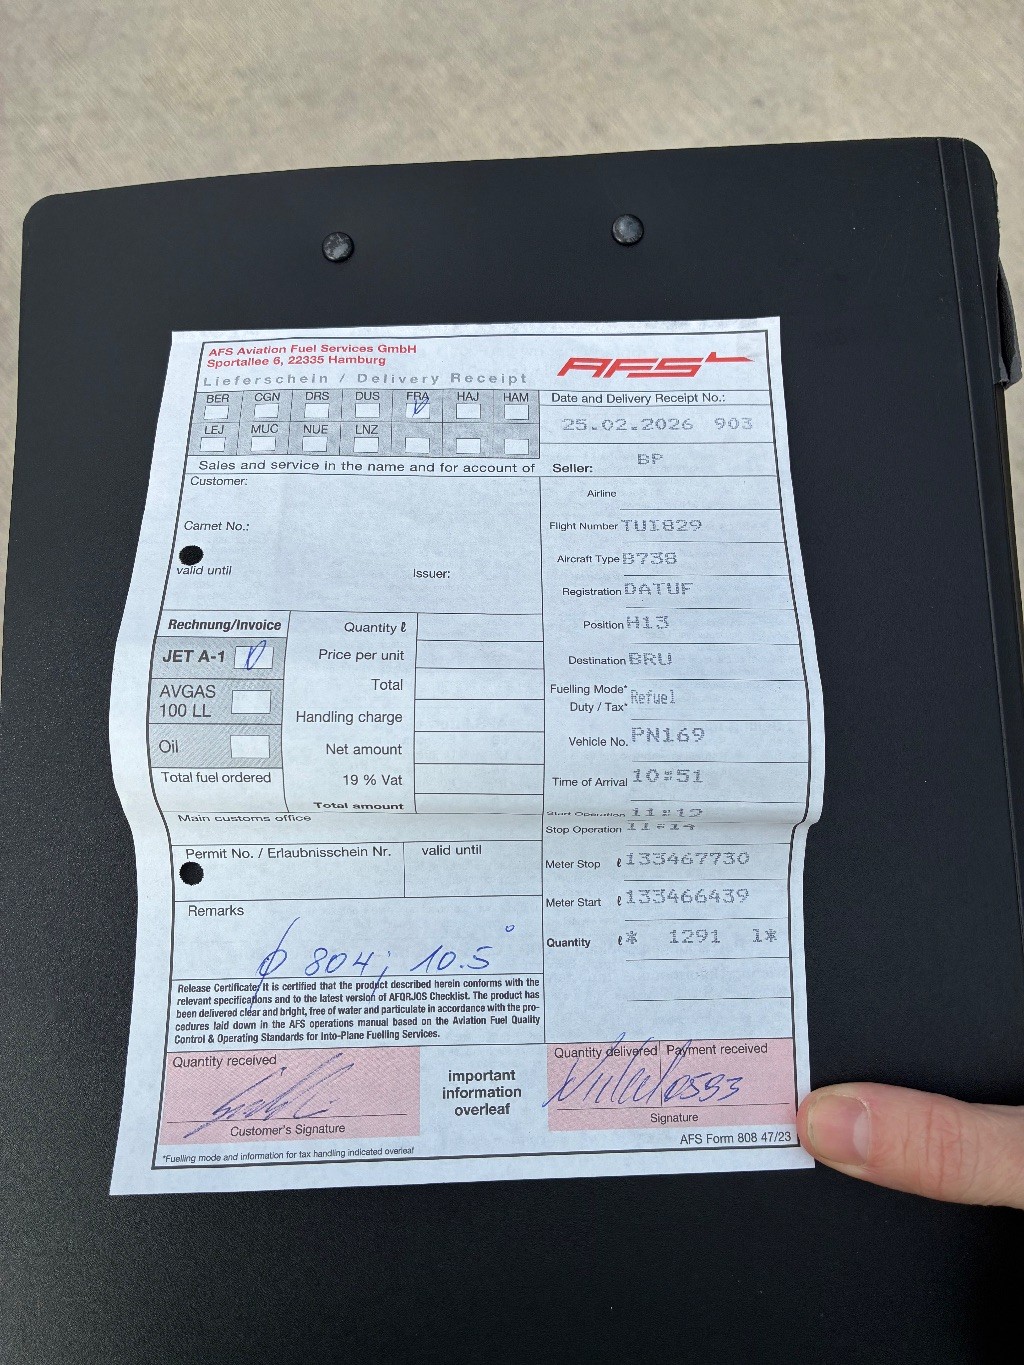 AFS Aviation Fuel Services GmbH
Sportallee 6, 22335 Hamburg
Lieferschein / Delivery Receipt
AFS
BER CGN DRS DUS FRA HAJ HAM
LEJ MUC NUE LNZ
Date and Delivery Receipt No.:
25.02.2026 903
Sales and service in the name and for account of
Seller: BP
Customer:
Carnet No.:
valid until
Issuer:
Airline
Flight Number TUI829
Aircraft Type B738
Registration DATUF
Position H13
Destination BRU
Fuelling Mode* Refuel
Duty / Tax*
Vehicle No. PN169
Time of Arrival 10:51
Start Operation
Stop Operation
Meter Stop ℓ 133467730
Meter Start ℓ 133466439
Quantity ℓ * 1291 l*
Rechnung/Invoice
JET A-1
AVGAS
100 LL
Oil
Total fuel ordered
Quantity ℓ
Price per unit
Total
Handling charge
Net amount
19 % Vat
Total amount
Main customs office
Permit No. / Erlaubnisschein Nr.
valid until
Remarks
804; 10.5°
Release Certificate: It is certified that the product described herein conforms with the
relevant specifications and to the latest version of AFQRJOS Checklist. The product has
been delivered clear and bright, free of water and particulate in accordance with the pro-
cedures laid down in the AFS operations manual based on the Aviation Fuel Quality
Control & Operating Standards for Into-Plane Fuelling Services.
Quantity received
Customer's Signature
important
information
overleaf
Quantity delivered Payment received
0593
Signature
*Fuelling mode and information for tax handling indicated overleaf
AFS Form 808 47/23